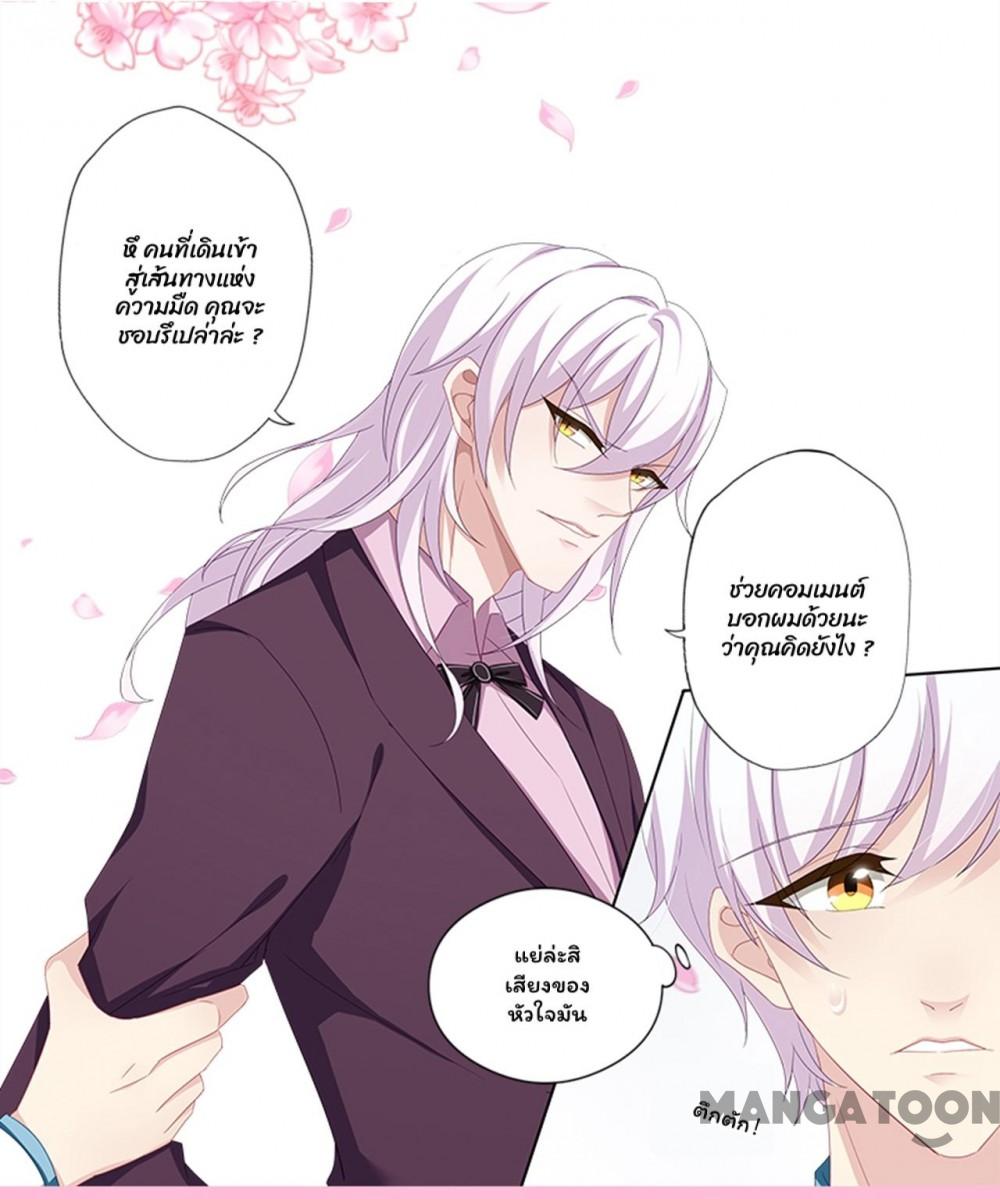 หึ คนที่เดินเข้า
สู่เส้นทางแห่ง
ความมืด คุณจะ
ชอบรึเปล่าล่ะ ?
ช่วยคอมเมนต์
บอกผมด้วยนะ
ว่าคุณคิดยังไง ?
แย่ล่ะสิ
เสียงของ
หัวใจมัน
ตึกตัก!
MANGATOON